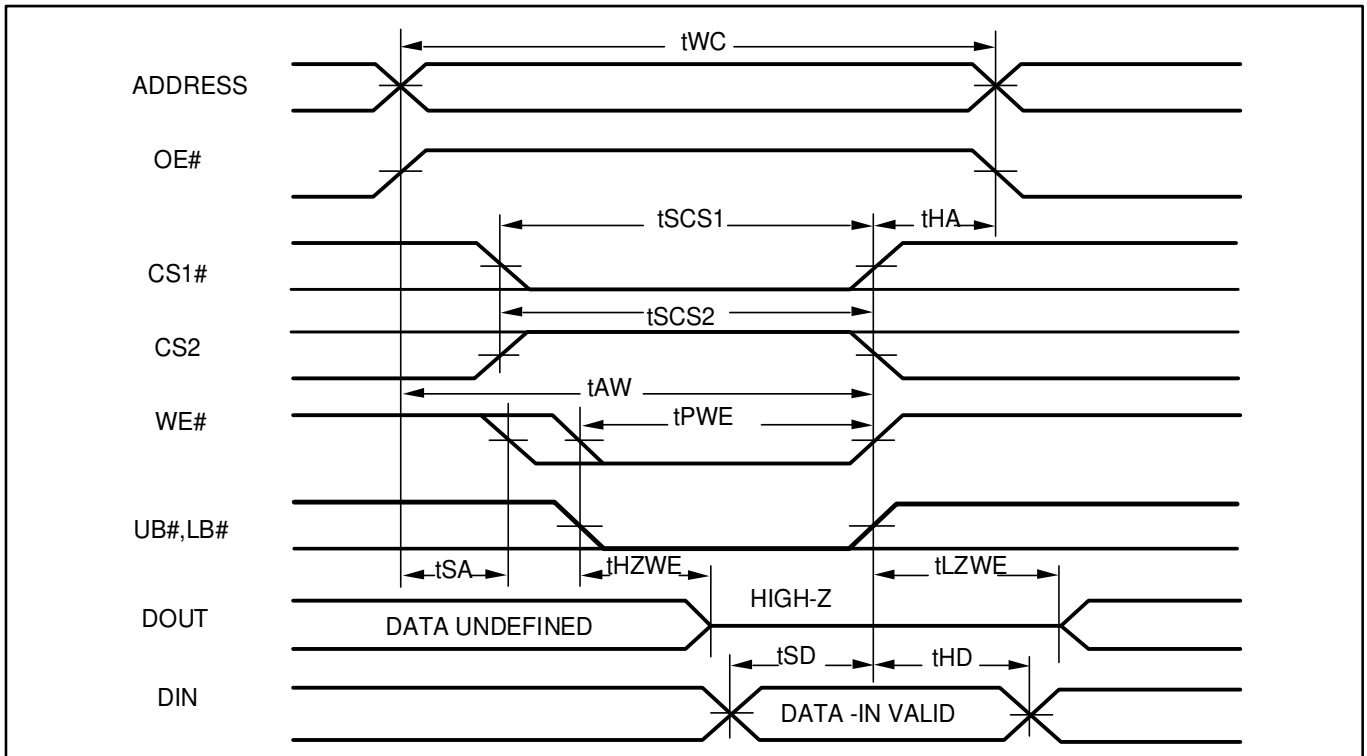 tWC
ADDRESS
OE#
tSCS1
tHA
CS1#
tSCS2
CS2
tAW
WE#
tPWE
UB#,LB#
tSA
tHZWE
tLZWE
DOUT
DATA UNDEFINED
HIGH-Z
tSD
tHD
DIN
DATA -IN VALID